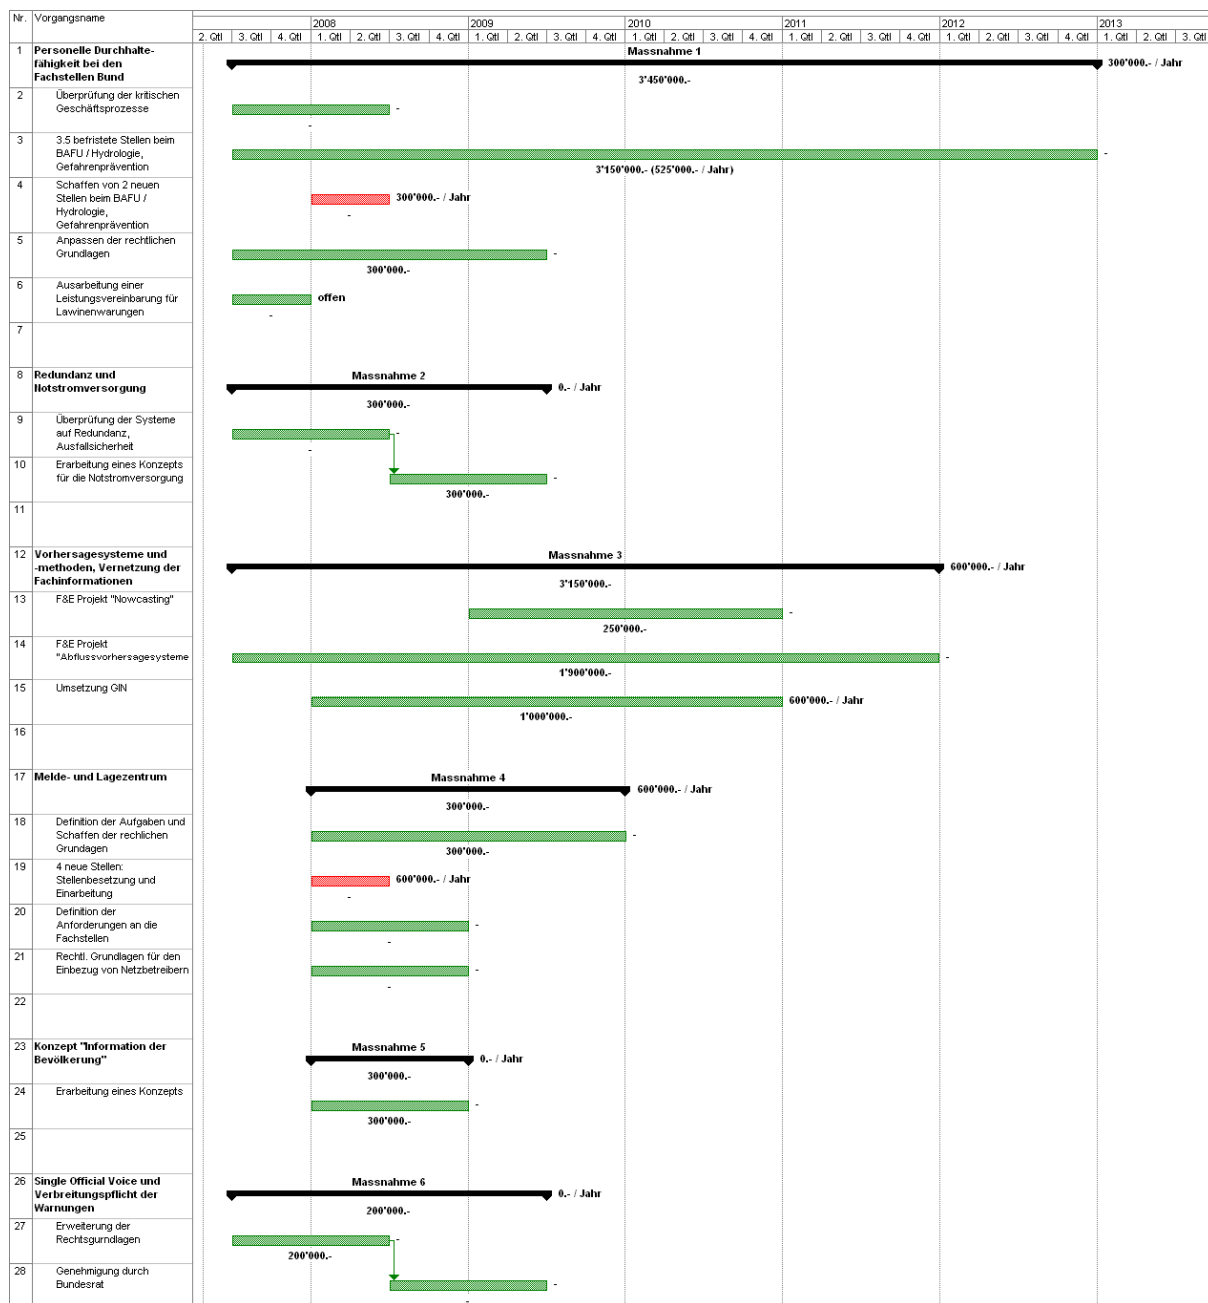 Nr. Vorgangsname
2008 2009 2010 2011 2012 2013
2. Qtl 3. Qtl 4. Qtl 1. Qtl 2. Qtl 3. Qtl 4. Qtl 1. Qtl 2. Qtl 3. Qtl 4. Qtl 1. Qtl 2. Qtl 3. Qtl 4. Qtl 1. Qtl 2. Qtl 3. Qtl 4. Qtl 1. Qtl 2. Qtl 3. Qtl 4. Qtl 1. Qtl 2. Qtl 3. Qtl
1 Personelle Durchhalte-
fähigkeit bei den
Fachstellen Bund
Massnahme 1
300'000.- / Jahr
3'450'000.-
2 Überprüfung der kritischen
Geschäftsprozesse
-
-
3 3.5 befristete Stellen beim
BAFU / Hydrologie,
Gefahrenprävention
-
3'150'000.- (525'000.- / Jahr)
4 Schaffen von 2 neuen
Stellen beim BAFU /
Hydrologie,
Gefahrenprävention
300'000.- / Jahr
-
5 Anpassen der rechtlichen
Grundlagen
-
300'000.-
6 Ausarbeitung einer
Leistungsvereinbarung für
Lawinenwarungen
offen
-
7
8 Redundanz und
Notstromversorgung
Massnahme 2
0.- / Jahr
300'000.-
9 Überprüfung der Systeme
auf Redundanz,
Ausfallsicherheit
-
-
10 Erarbeitung eines Konzepts
für die Notstromversorgung
-
300'000.-
11
12 Vorhersagesysteme und
-methoden, Vernetzung der
Fachinformationen
Massnahme 3
600'000.- / Jahr
3'150'000.-
13 F&E Projekt "Nowcasting"
-
250'000.-
14 F&E Projekt
"Abflussvorhersagesysteme
-
1'900'000.-
15 Umsetzung GIN
600'000.- / Jahr
1'000'000.-
16
17 Melde- und Lagezentrum
Massnahme 4
600'000.- / Jahr
300'000.-
18 Definition der Aufgaben und
Schaffen der rechlichen
Grundagen
-
300'000.-
19 4 neue Stellen:
Stellenbesetzung und
Einarbeitung
600'000.- / Jahr
-
20 Definition der
Anforderungen an die
Fachstellen
-
-
21 Rechtl. Grundlagen für den
Einbezug von Netzbetreibern
-
-
22
23 Konzept "Information der
Bevölkerung"
Massnahme 5
0.- / Jahr
300'000.-
24 Erarbeitung eines Konzepts
-
300'000.-
25
26 Single Official Voice und
Verbreitungspflicht der
Warnungen
Massnahme 6
0.- / Jahr
200'000.-
27 Erweiterung der
Rechtsgurndlagen
-
200'000.-
28 Genehmigung durch
Bundesrat
-
-